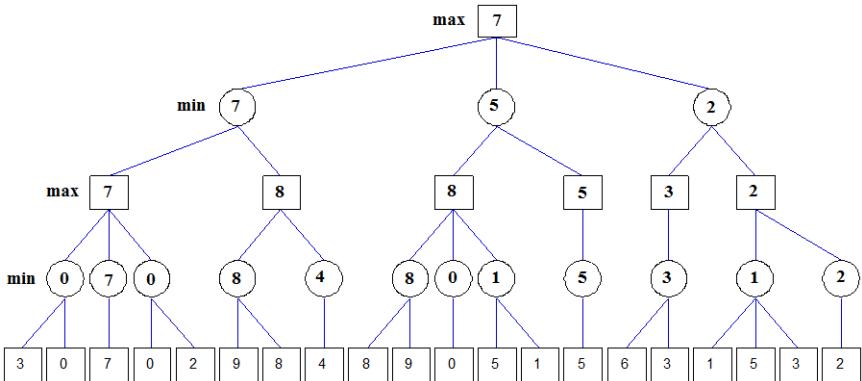 max 7
min 7 5 2
max 7 8 8 5 3 2
min 0 7 0 8 4 8 0 1 5 3 1 2
3 0 7 0 2 9 8 4 8 9 0 5 1 5 6 3 1 5 3 2